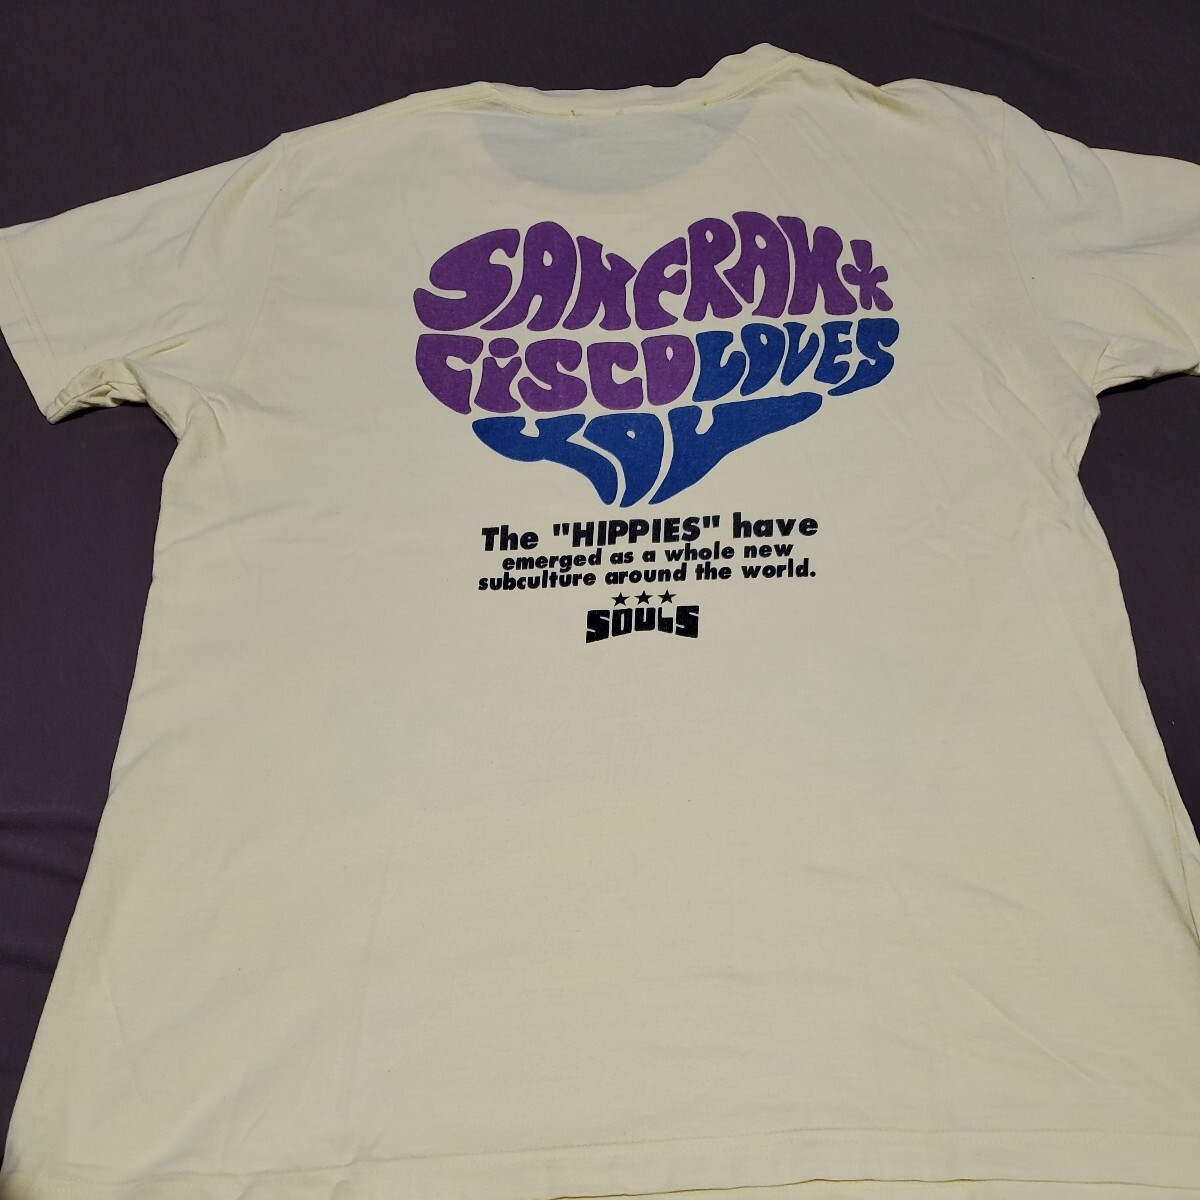 SANFRAN*
CISCO LOVES
YOU
The "HIPPIES" have
emerged as a whole new
subculture around the world.
★★★
SOULS